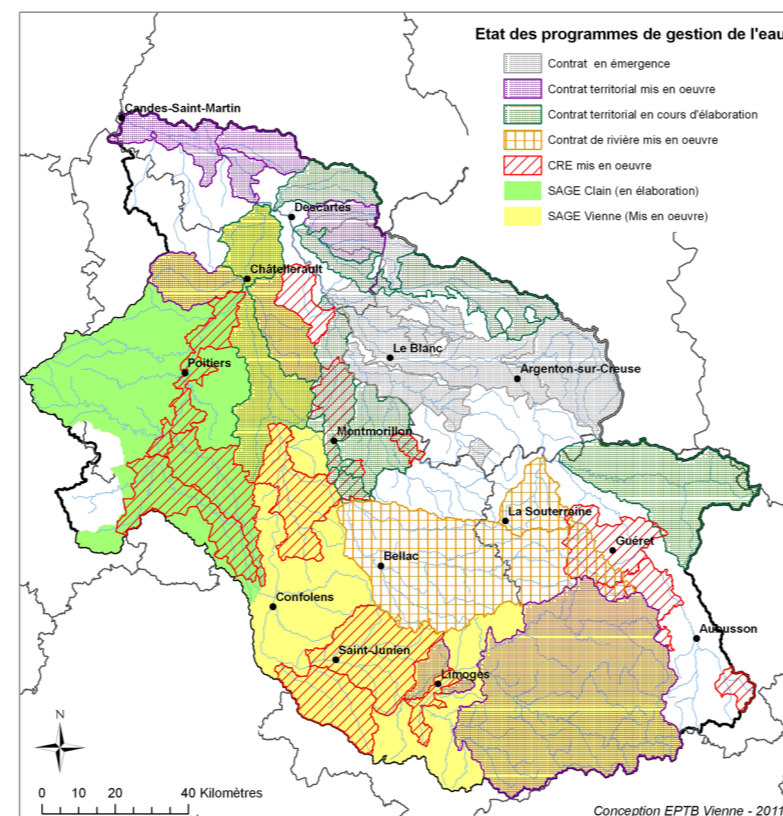 Etat des programmes de gestion de l'eau
Contrat en émergence
Contrat territorial mis en oeuvre
Contrat territorial en cours d'élaboration
Contrat de rivière mis en oeuvre
CRE mis en oeuvre
SAGE Clain (en élaboration)
SAGE Vienne (Mis en oeuvre)
Candes-Saint-Martin
Descartes
Châtellerault
Le Blanc
Poitiers
Argenton-sur-Creuse
Montmorillon
La Souterraine
Guéret
Bellac
Confolens
Aubusson
Saint-Junien
Limoges
N
0 10 20 40 Kilomètres
Conception EPTB Vienne - 2011